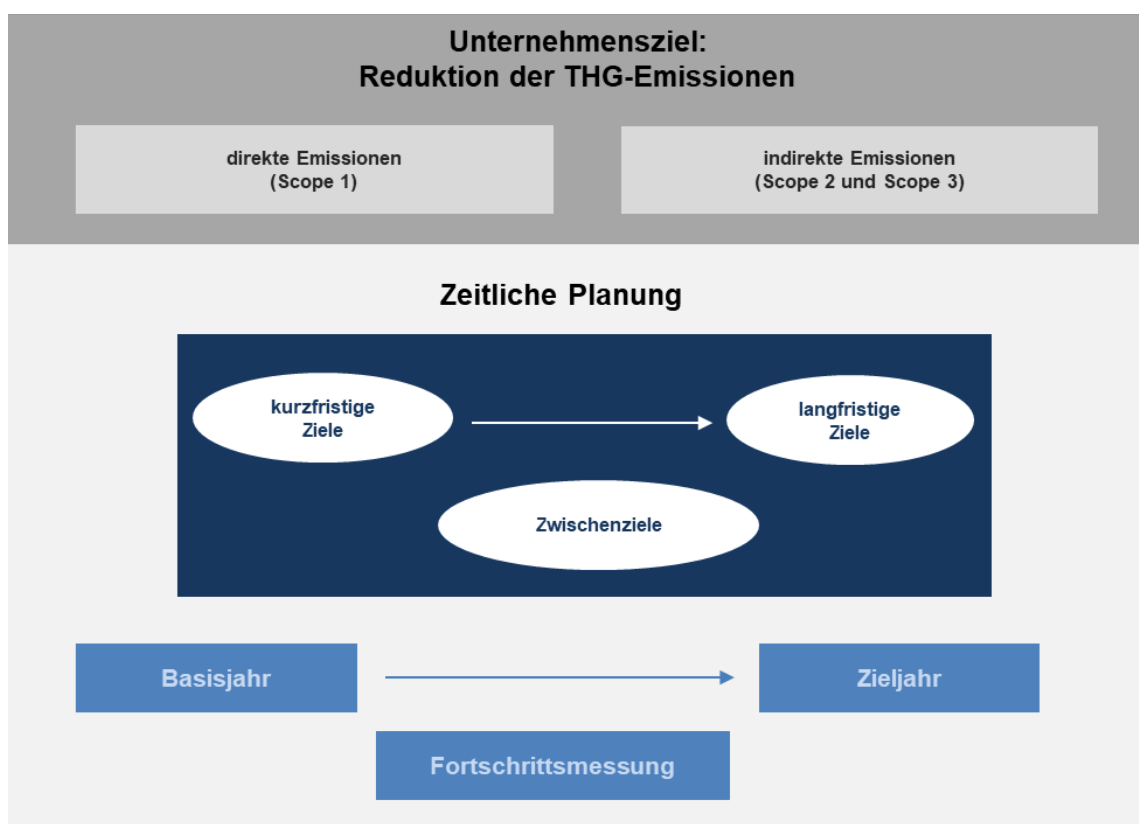 Unternehmensziel:
Reduktion der THG-Emissionen
direkte Emissionen
(Scope 1)
indirekte Emissionen
(Scope 2 und Scope 3)
Zeitliche Planung
kurzfristige
Ziele
langfristige
Ziele
Zwischenziele
Basisjahr
Zieljahr
Fortschrittsmessung